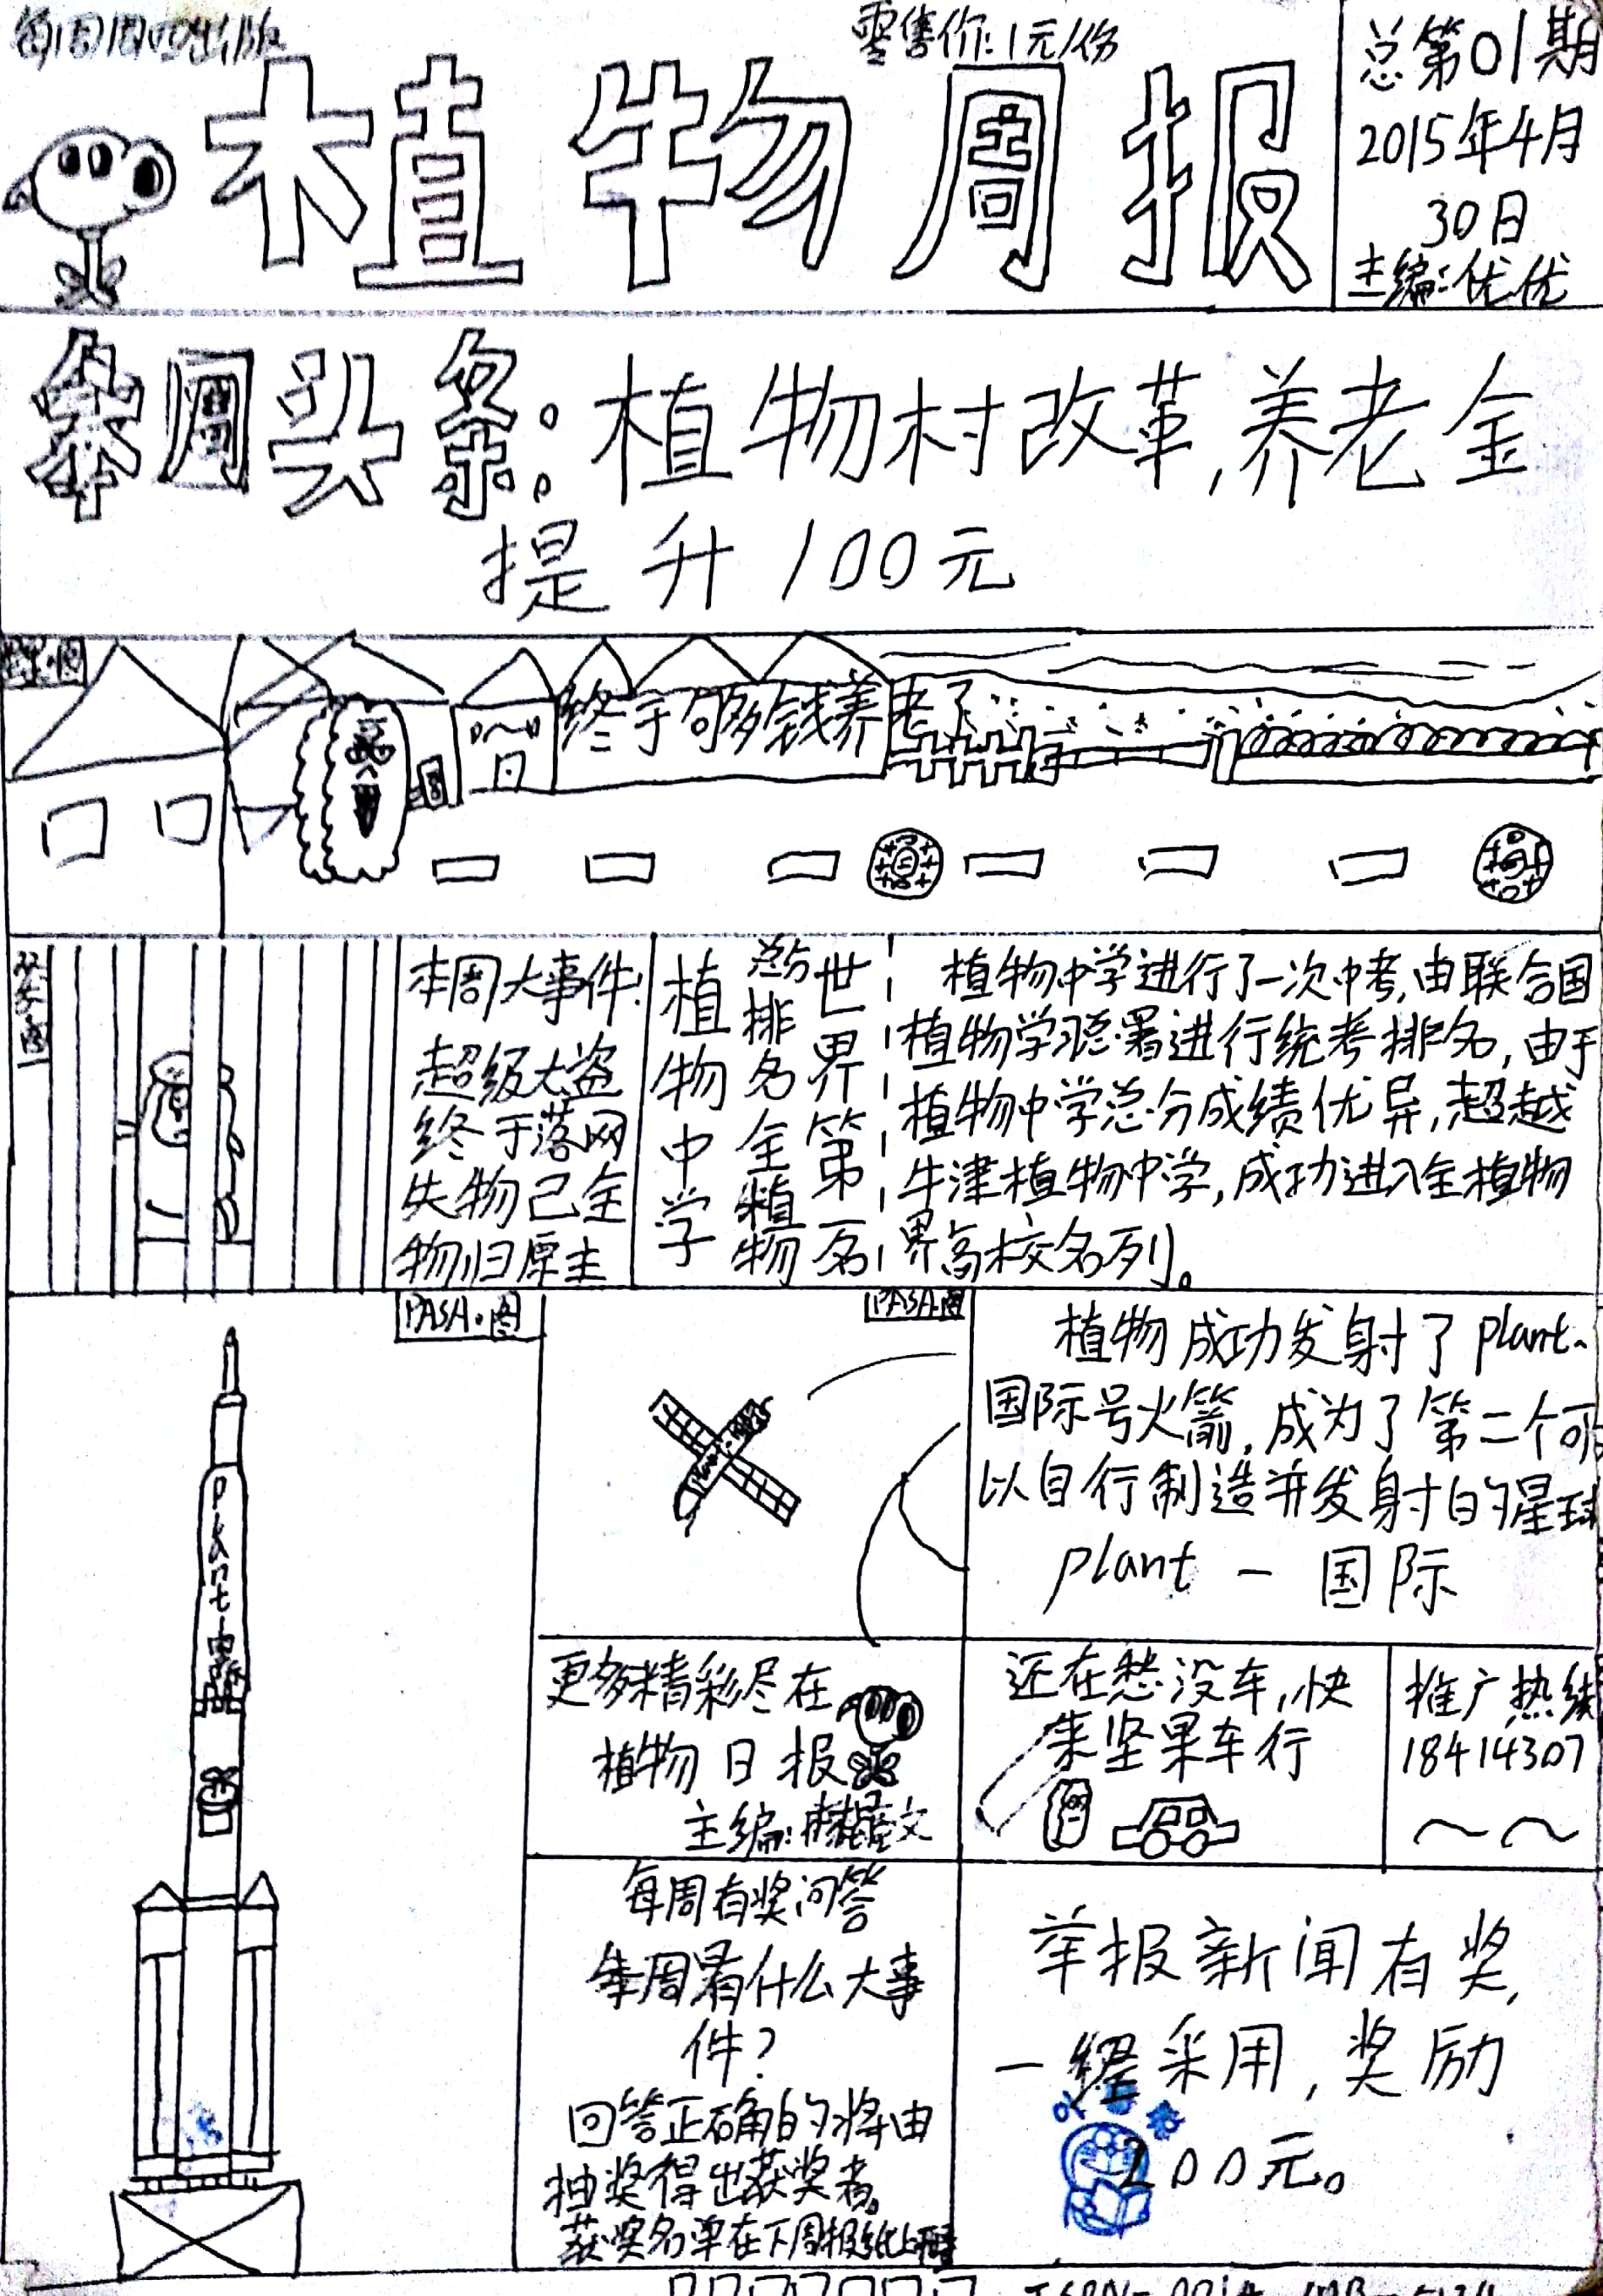 每周周四出版
零售价:1元/份
植物周报
总第01期
2015年4月
30日
主编:优优
本周头条:植物村改革,养老金
提升100元
终于够钱养老了
本周大事件:
超级大盗
终于落网
失物已全
物归原主
植物中学
总分排名全植物
世界第一名
植物中学进行了一次中考,由联合国
植物学总署进行统考排名,由于
植物中学总分成绩优异,超越
牛津植物中学,成功进入全植物
界高校名列。
PASA·图
PASA·图
Plant-国际
植物成功发射了plant-
国际号火箭,成为了第二个可
以自行制造并发射的星球
plant-国际
更多精彩尽在
植物日报
主编:
还在愁没车,快
来坚果车行
推广热线
18414307
每周有奖问答
本周有什么大事
件?
回答正确的将由
抽奖得出获奖者。
获奖名单在下周报纸上
举报新闻有奖,
一经采用,奖励
200元。